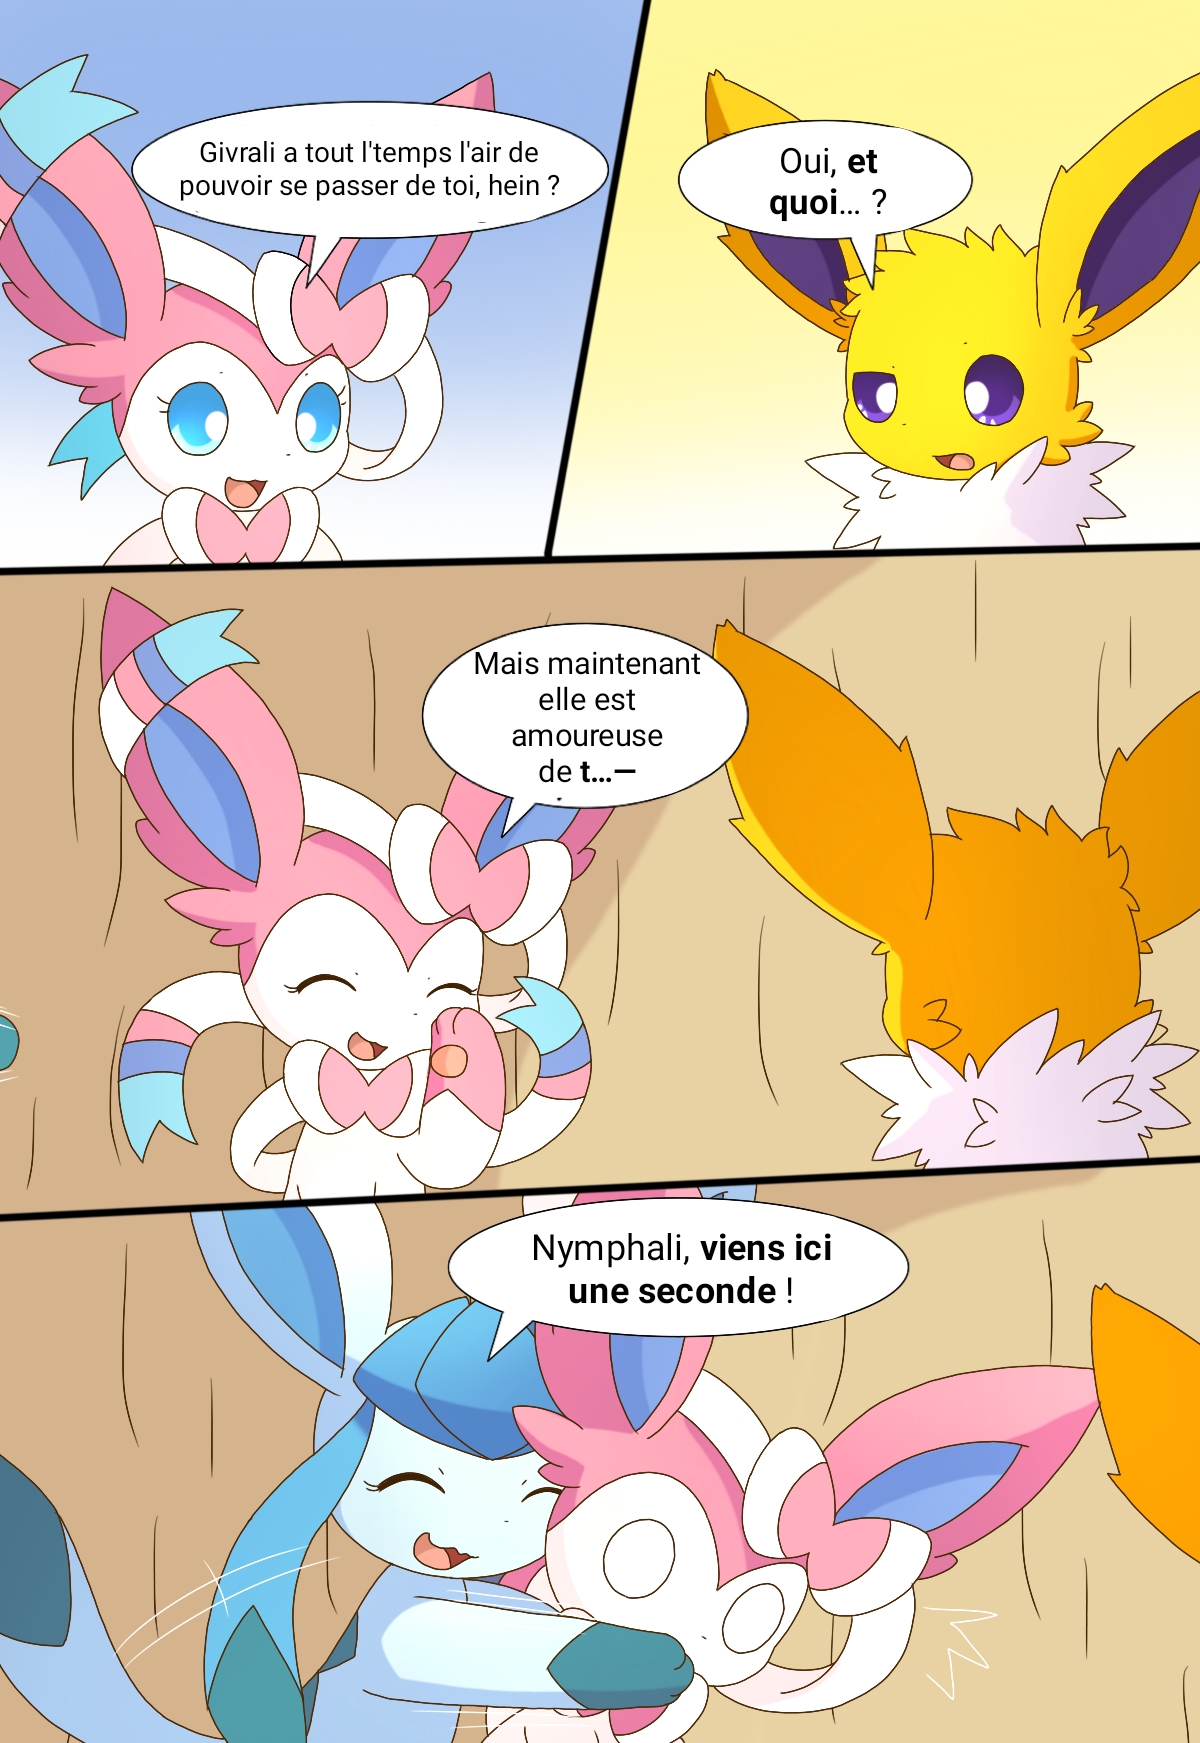 Givrali a tout l'temps l'air de
pouvoir se passer de toi, hein ?
Oui, et
quoi... ?
Mais maintenant
elle est
amoureuse
de t...—
Nymphali, viens ici
une seconde !